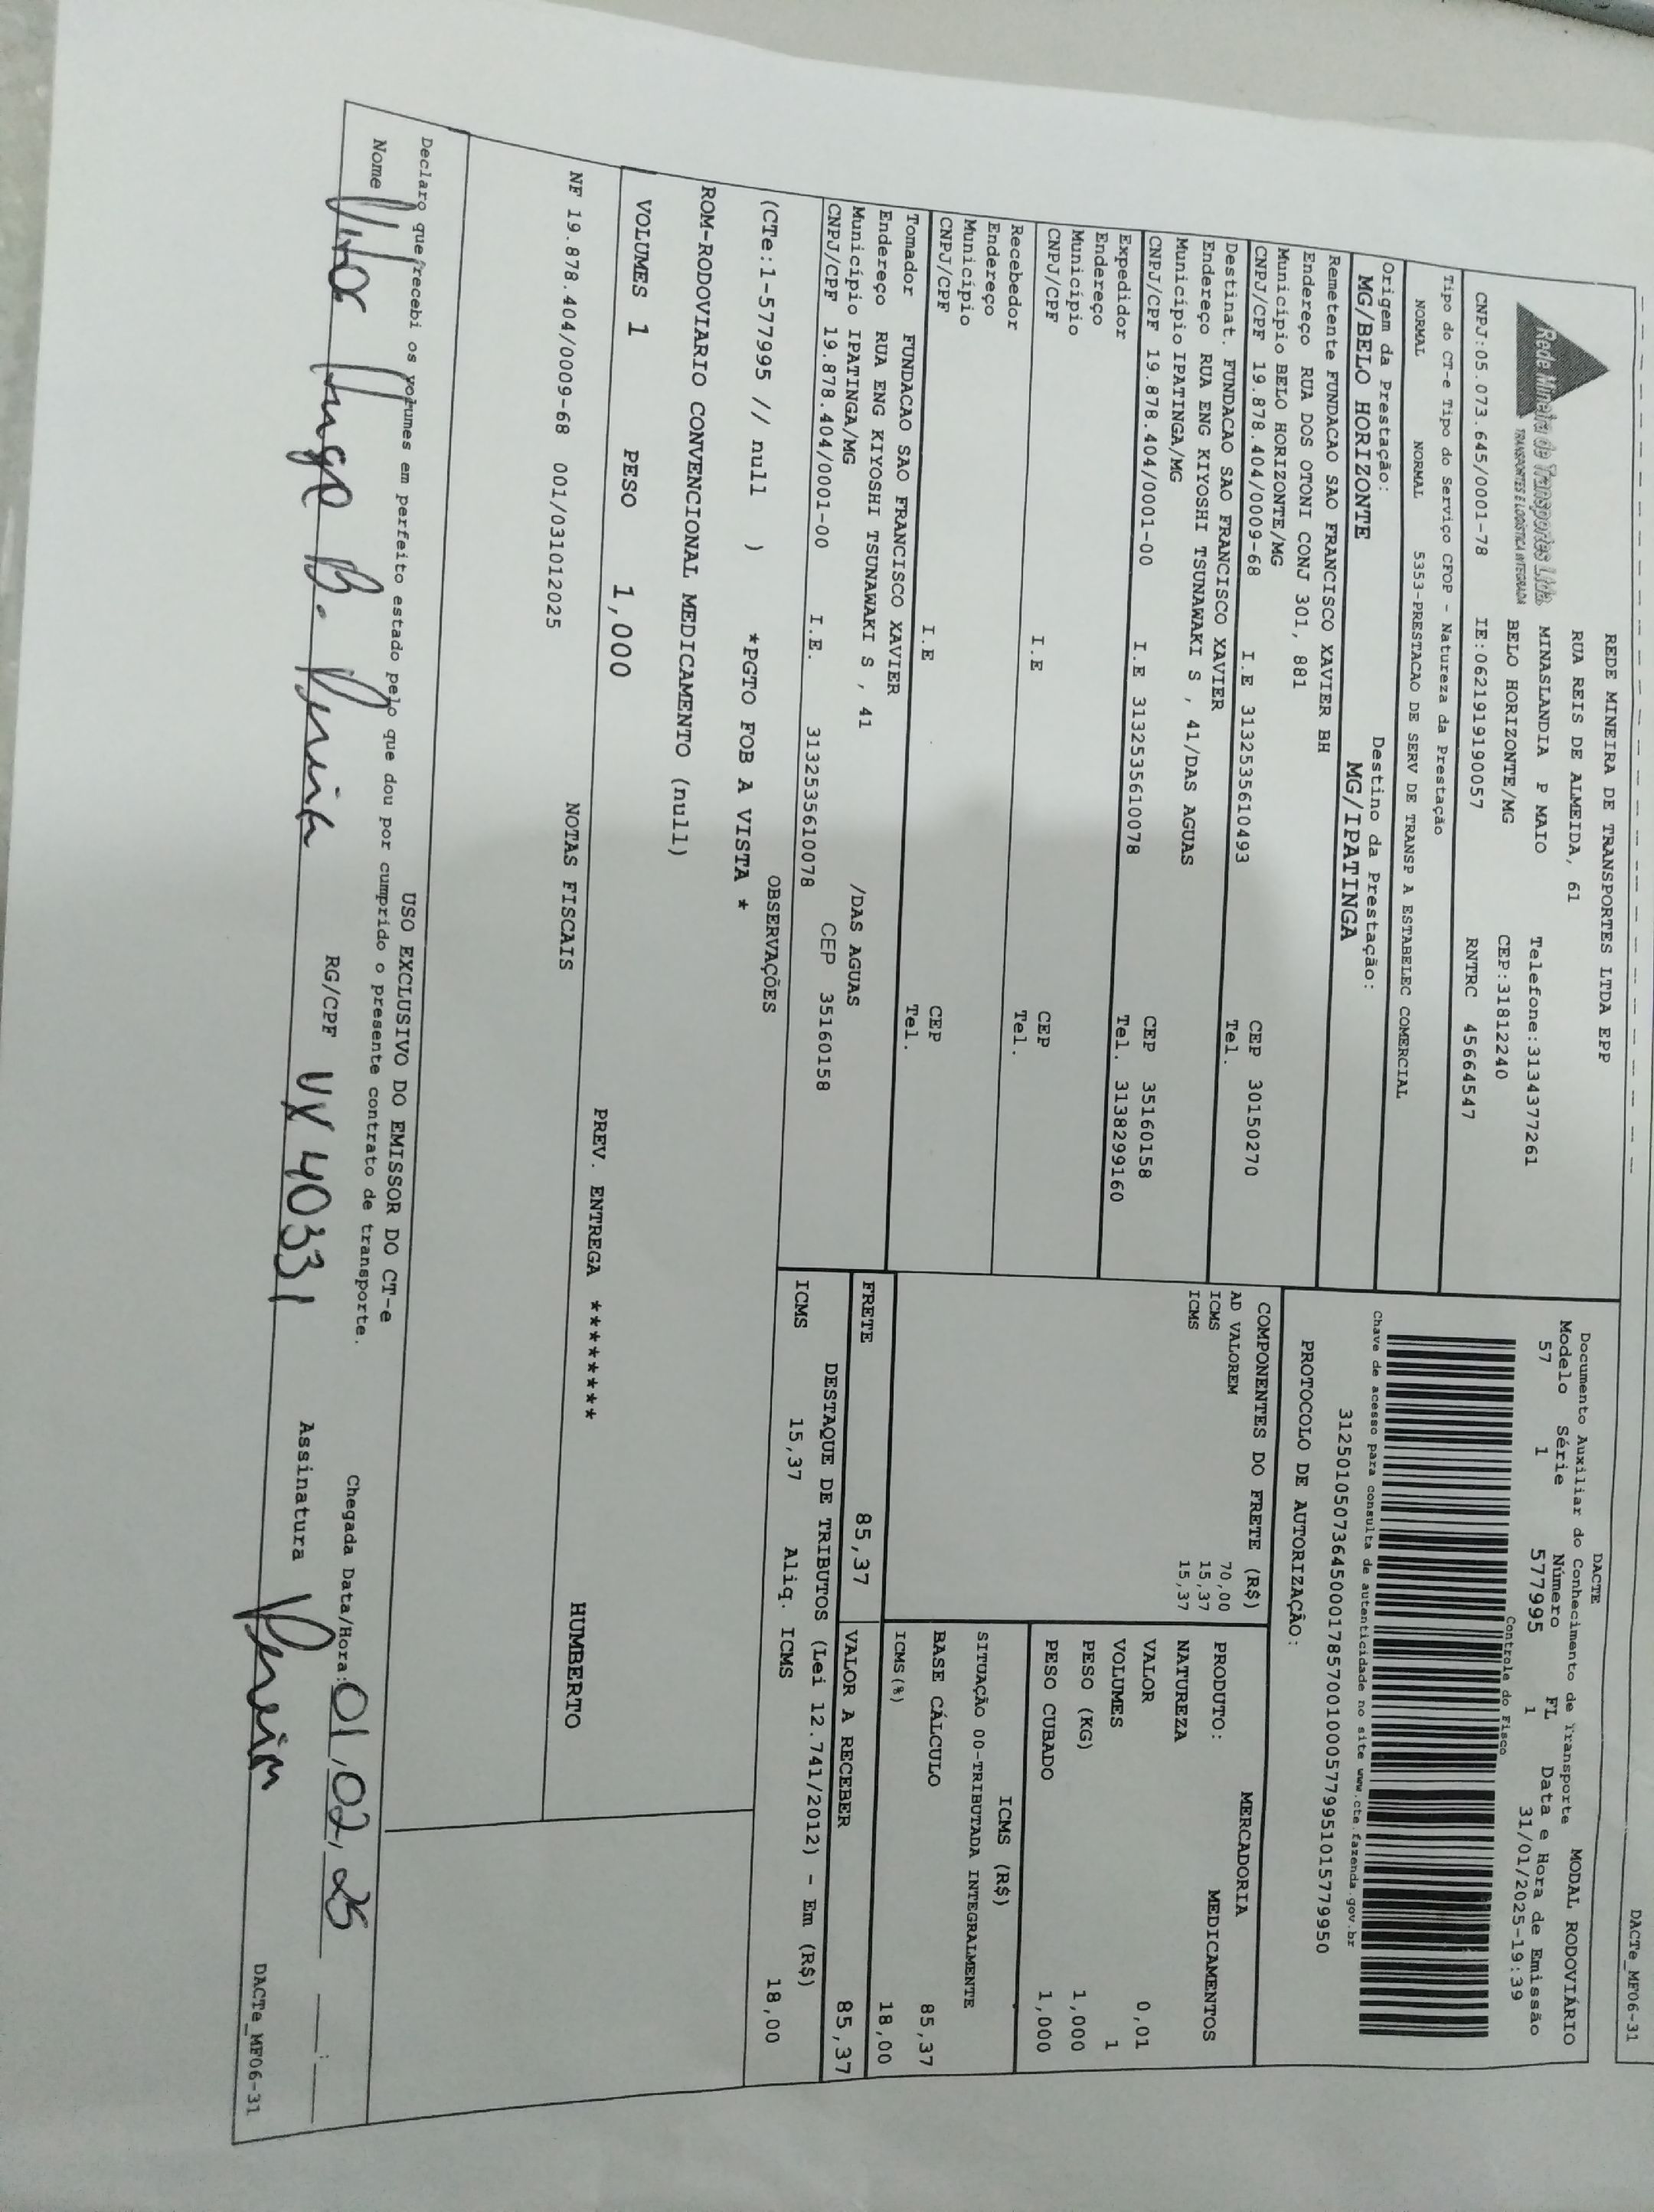 DACTe_MF06-31
Rede Mineira de Transportes Ltda.
TRANSPORTES E LOGÍSTICA INTEGRADA
REDE MINEIRA DE TRANSPORTES LTDA EPP
RUA REIS DE ALMEIDA, 61
MINASLANDIA P MAIO Telefone:3134377261
BELO HORIZONTE/MG CEP:31812240
CNPJ:05.073.645/0001-78 IE:0621919190057 RNTRC 45664547
DACTE
Documento Auxiliar do Conhecimento de Transporte MODAL RODOVIÁRIO
Modelo Série Número FL Data e Hora de Emissão
57 1 577995 1 31/01/2025-19:39
Controle do Fisco
Chave de acesso para consulta de autenticidade no site www.cte.fazenda.gov.br
31250105073645000178570010005779951015779950
PROTOCOLO DE AUTORIZAÇÃO:
Tipo do CT-e Tipo do Serviço CFOP - Natureza da Prestação
NORMAL NORMAL 5353-PRESTACAO DE SERV DE TRANSP A ESTABELEC COMERCIAL
Origem da Prestação: Destino da Prestação:
MG/BELO HORIZONTE MG/IPATINGA
Remetente FUNDACAO SAO FRANCISCO XAVIER BH
Endereço RUA DOS OTONI CONJ 301, 881
Município BELO HORIZONTE/MG CEP 30150270
CNPJ/CPF 19.878.404/0009-68 I.E 3132535610493 Tel.
Destinat. FUNDACAO SAO FRANCISCO XAVIER
Endereço RUA ENG KIYOSHI TSUNAWAKI S , 41/DAS AGUAS
Município IPATINGA/MG CEP 35160158
CNPJ/CPF 19.878.404/0001-00 I.E 3132535610078 Tel. 3138299160
Expedidor
Endereço
Município CEP
CNPJ/CPF I.E Tel.
Recebedor
Endereço
Município CEP
CNPJ/CPF I.E Tel.
Tomador FUNDACAO SAO FRANCISCO XAVIER
Endereço RUA ENG KIYOSHI TSUNAWAKI S , 41 /DAS AGUAS
Município IPATINGA/MG CEP 35160158
CNPJ/CPF 19.878.404/0001-00 I.E. 3132535610078
COMPONENTES DO FRETE (R$)
AD VALOREM 70,00
ICMS 15,37
ICMS 15,37
MERCADORIA
PRODUTO: MEDICAMENTOS
NATUREZA
VALOR 0,01
VOLUMES 1
PESO (KG) 1,000
PESO CUBADO 1,000
ICMS (R$)
SITUAÇÃO 00-TRIBUTADA INTEGRALMENTE
BASE CÁLCULO 85,37
ICMS(%) 18,00
FRETE 85,37 VALOR A RECEBER 85,37
DESTAQUE DE TRIBUTOS (Lei 12.741/2012) - Em (R$)
ICMS 15,37 Aliq. ICMS 18,00
OBSERVAÇÕES
(CTe:1-577995 // null ) *PGTO FOB A VISTA *
ROM-RODOVIARIO CONVENCIONAL MEDICAMENTO (null)
VOLUMES 1 PESO 1,000
PREV. ENTREGA ******** HUMBERTO
NOTAS FISCAIS
NF 19.878.404/0009-68 001/031012025
USO EXCLUSIVO DO EMISSOR DO CT-e
Declaro que recebi os volumes em perfeito estado pelo que dou por cumprido o presente contrato de transporte.
Chegada Data/Hora: 01,02,25 __:__
Nome Vitor Hugo B. Pereira RG/CPF 40331 Assinatura Pereira
DACTe_MF06-31